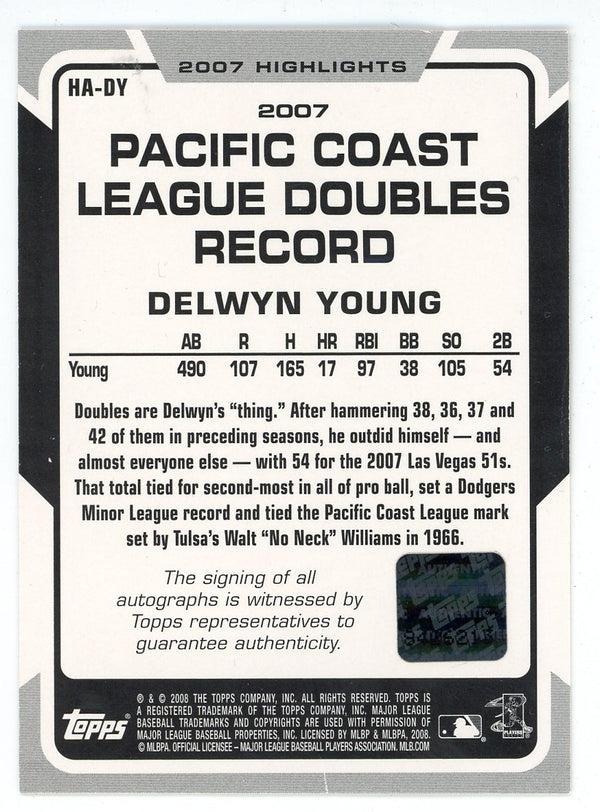 2007 HIGHLIGHTS
HA-DY
2007
PACIFIC COAST
LEAGUE DOUBLES
RECORD
DELWYN YOUNG
AB R H HR RBI BB SO 2B
Young 490 107 165 17 97 38 105 54
Doubles are Delwyn's “thing.” After hammering 38, 36, 37 and
42 of them in preceding seasons, he outdid himself — and
almost everyone else — with 54 for the 2007 Las Vegas 51s.
That total tied for second-most in all of pro ball, set a Dodgers
Minor League record and tied the Pacific Coast League mark
set by Tulsa's Walt “No Neck” Williams in 1966.
The signing of all
autographs is witnessed by
Topps representatives to
guarantee authenticity.
Topps
® & © 2008 THE TOPPS COMPANY, INC. ALL RIGHTS RESERVED. TOPPS IS
A REGISTERED TRADEMARK OF THE TOPPS COMPANY, INC. MAJOR LEAGUE
BASEBALL TRADEMARKS AND COPYRIGHTS ARE USED WITH PERMISSION OF
MAJOR LEAGUE BASEBALL PROPERTIES, INC. LICENSED BY MLBP & MLBPA, 2008.
© MLBPA. OFFICIAL LICENSEE – MAJOR LEAGUE BASEBALL PLAYERS ASSOCIATION. MLB.COM
PLAYERS